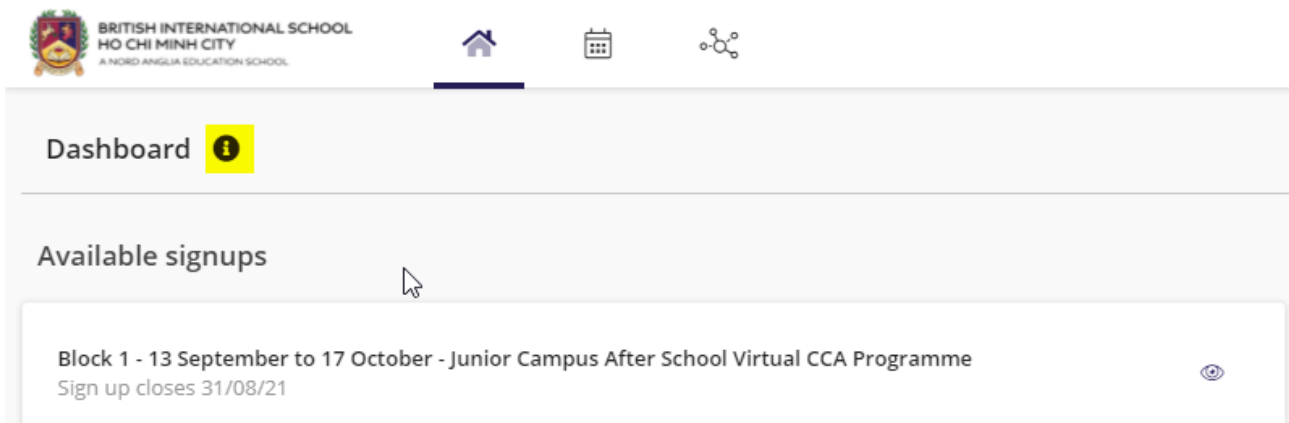 BRITISH INTERNATIONAL SCHOOL
HO CHI MINH CITY
A NORD ANGLIA EDUCATION SCHOOL
Dashboard
Available signups
Block 1 - 13 September to 17 October - Junior Campus After School Virtual CCA Programme
Sign up closes 31/08/21